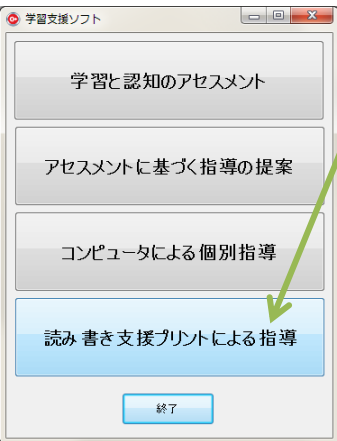 学習支援ソフト
学習と認知のアセスメント
アセスメントに基づく指導の提案
コンピュータによる個別指導
読み書き支援プリントによる指導
終了